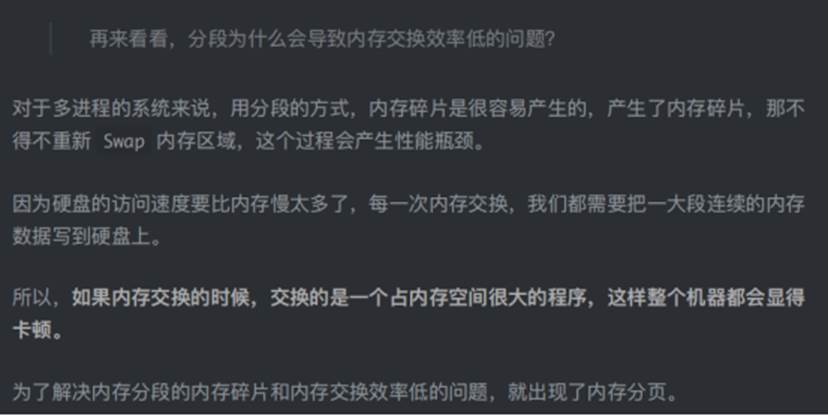 再来看看，分段为什么会导致内存交换效率低的问题？
对于多进程的系统来说，用分段的方式，内存碎片是很容易产生的，产生了内存碎片，那不
得不重新 Swap 内存区域，这个过程会产生性能瓶颈。
因为硬盘的访问速度要比内存慢太多了，每一次内存交换，我们都需要把一大段连续的内存
数据写到硬盘上。
所以，如果内存交换的时候，交换的是一个占内存空间很大的程序，这样整个机器都会显得
卡顿。
为了解决内存分段的内存碎片和内存交换效率低的问题，就出现了内存分页。